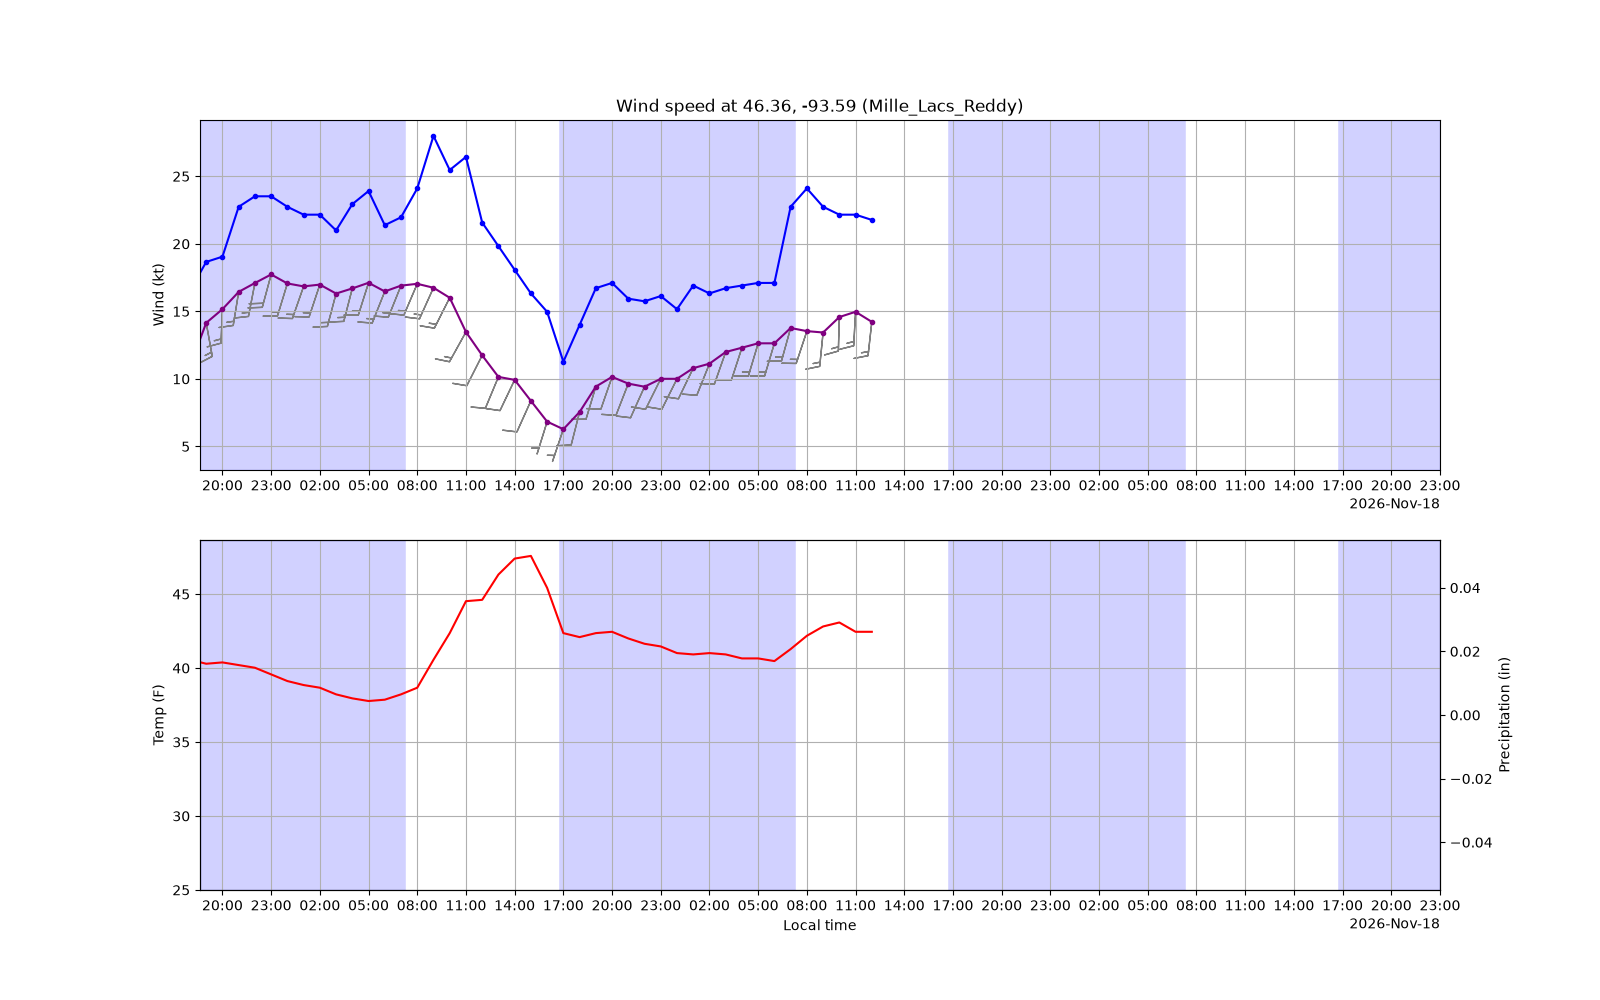 Wind speed at 46.36, -93.59 (Mille_Lacs_Reddy)
Wind (kt)
25
20
15
10
5
20:00 23:00 02:00 05:00 08:00 11:00 14:00 17:00 20:00 23:00 02:00 05:00 08:00 11:00 14:00 17:00 20:00 23:00 02:00 05:00 08:00 11:00 14:00 17:00 20:00 23:00
2026-Nov-18
Temp (F)
45
40
35
30
25
0.04
0.02
0.00
−0.02
−0.04
Precipitation (in)
20:00 23:00 02:00 05:00 08:00 11:00 14:00 17:00 20:00 23:00 02:00 05:00 08:00 11:00 14:00 17:00 20:00 23:00 02:00 05:00 08:00 11:00 14:00 17:00 20:00 23:00
Local time
2026-Nov-18